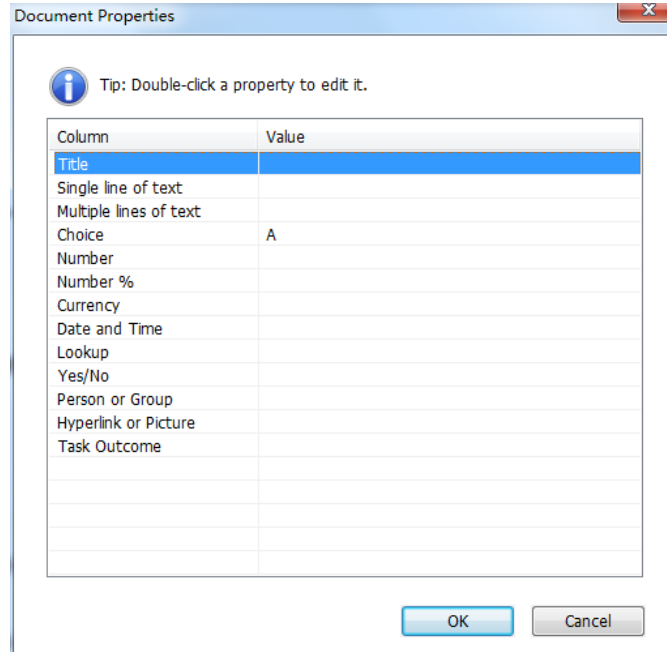 Document Properties
Tip: Double-click a property to edit it.
Column Value
Title
Single line of text
Multiple lines of text
Choice A
Number
Number %
Currency
Date and Time
Lookup
Yes/No
Person or Group
Hyperlink or Picture
Task Outcome
OK Cancel